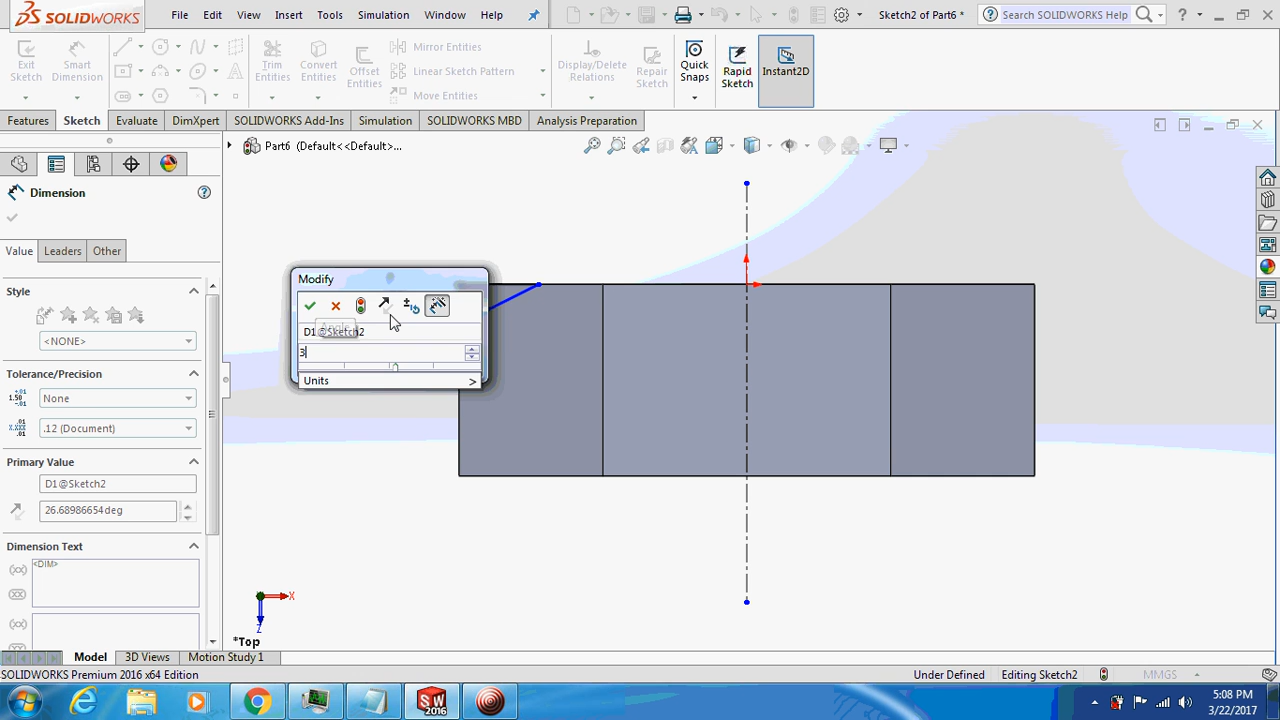 SOLIDWORKS File Edit View Insert Tools Simulation Window Help Sketch2 of Part6 * Search SOLIDWORKS Help
Exit Sketch
Smart Dimension
Trim Entities
Convert Entities
Offset Entities
Mirror Entities
Linear Sketch Pattern
Move Entities
Display/Delete Relations
Repair Sketch
Quick Snaps
Rapid Sketch
Instant2D
Features Sketch Evaluate DimXpert SOLIDWORKS Add-Ins Simulation SOLIDWORKS MBD Analysis Preparation
Part6 (Default<<Default>...
Dimension
Value Leaders Other
Style
<NONE>
Tolerance/Precision
1.50
None
.12 (Document)
Primary Value
D1@Sketch2
26.68986654deg
Dimension Text
<DIM>
Modify
D1@Sketch2
3
Units >
X
Z
*Top
Model 3D Views Motion Study 1
SOLIDWORKS Premium 2016 x64 Edition Under Defined Editing Sketch2 MMGS
SW 2016
5:08 PM
3/22/2017